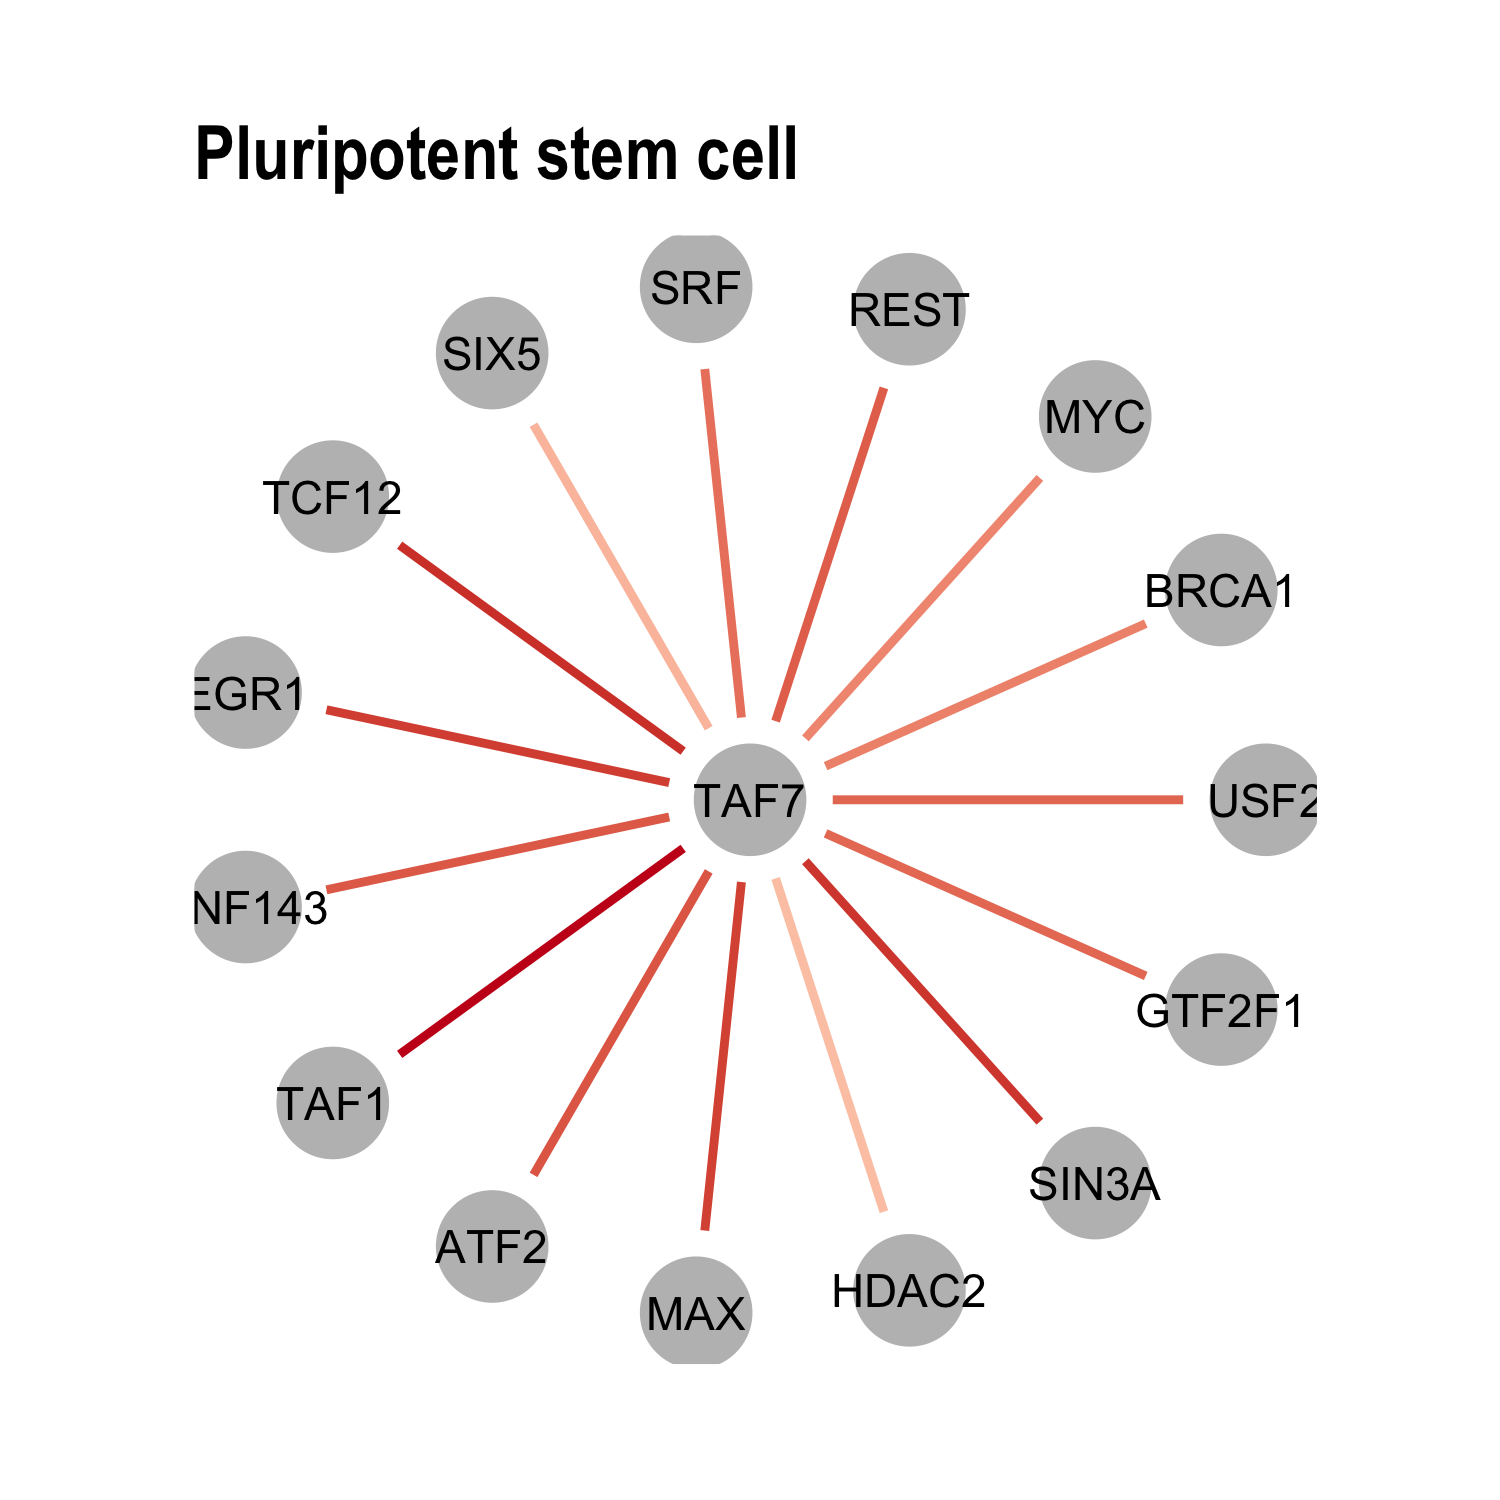 Pluripotent stem cell
SRF
REST
SIX5
MYC
TCF12
BRCA1
EGR1
TAF7
USF2
NF143
GTF2F1
TAF1
SIN3A
ATF2
HDAC2
MAX